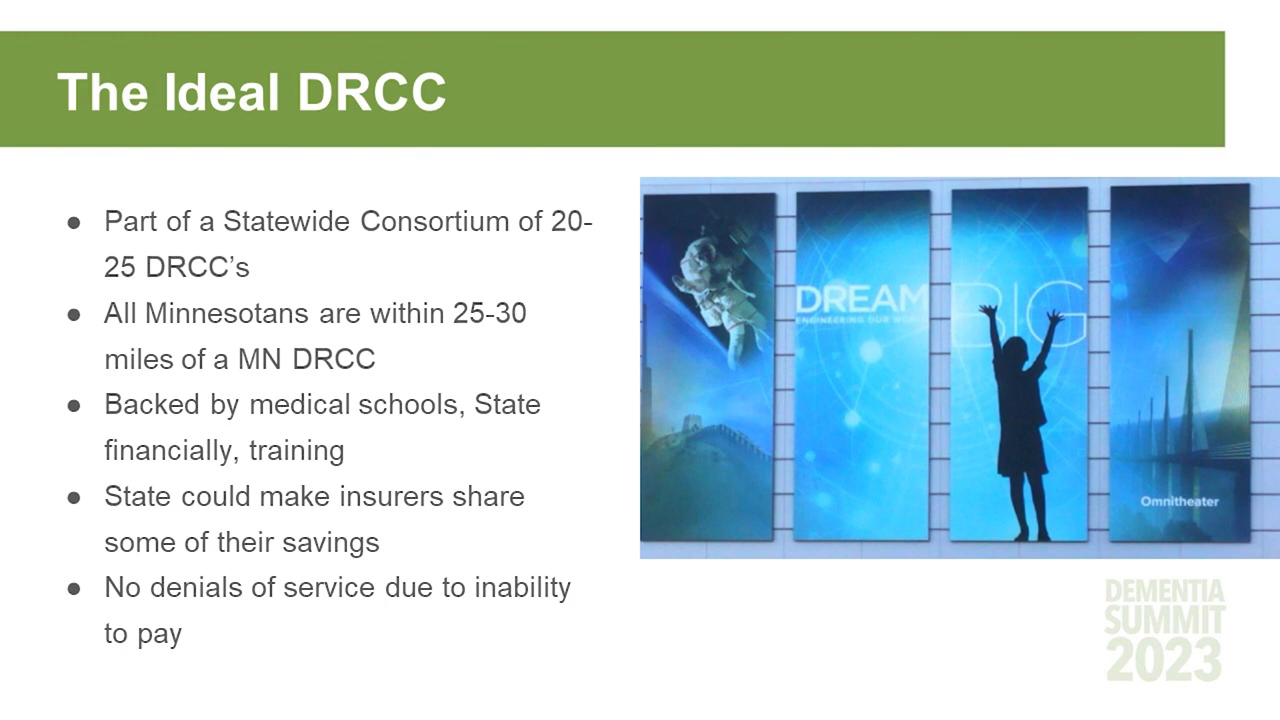 The Ideal DRCC
● Part of a Statewide Consortium of 20-
25 DRCC’s
● All Minnesotans are within 25-30
miles of a MN DRCC
● Backed by medical schools, State
financially, training
● State could make insurers share
some of their savings
● No denials of service due to inability
to pay
DREAM BIG
ENGINEERING OUR
Omnitheater
DEMENTIA
SUMMIT
2023